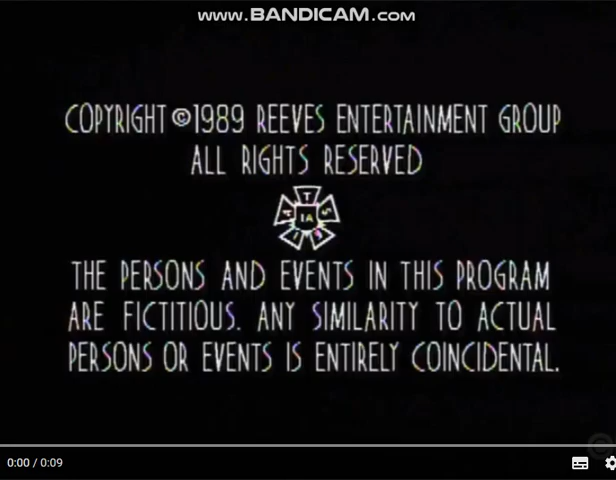 www.BANDICAM.com
COPYRIGHT ©1989 REEVES ENTERTAINMENT GROUP
ALL RIGHTS RESERVED
IATSE
THE PERSONS AND EVENTS IN THIS PROGRAM
ARE FICTITIOUS. ANY SIMILARITY TO ACTUAL
PERSONS OR EVENTS IS ENTIRELY COINCIDENTAL.
0:00 / 0:09